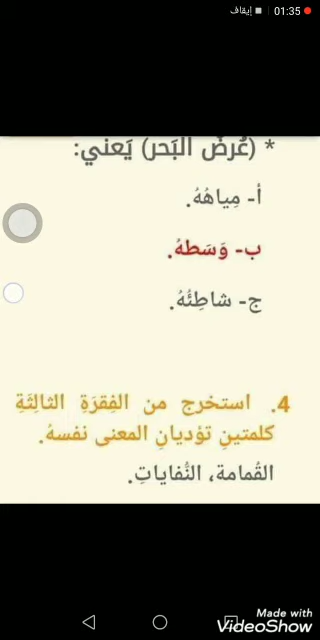 01:35 إيقاف
* (عُرضُ البَحر) يَعني:
أ- مِياهُهُ.
ب- وَسَطهُ.
ج- شاطِئُهُ.
4. استخرج من الفِقرَةِ الثالِثَةِ
كلمتينِ تؤديانِ المعنى نفسهُ.
القُمامة، النُّفاياتِ.
Made with
VideoShow